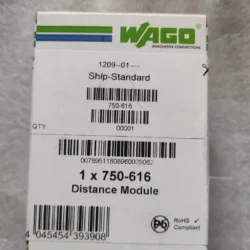 WAGO
INNOVATIVE CONNECTIONS
1209--01----
Ship-Standard
750-616
QTY:
00001
1 x 750-616
Distance Module
RoHS ✓
Compliant
Pb
4 045454 393908